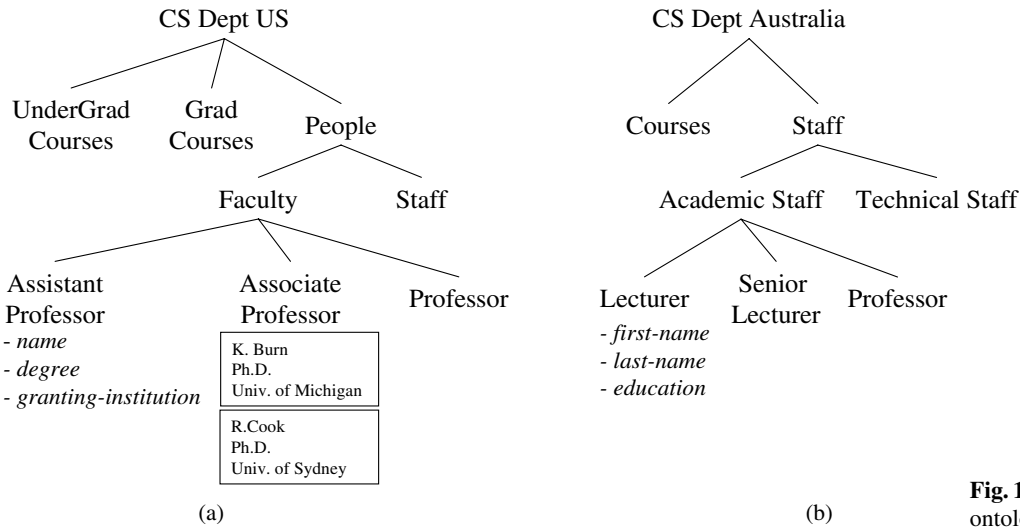 CS Dept US
UnderGrad
Courses
Grad
Courses
People
Faculty
Staff
Assistant
Professor
- name
- degree
- granting-institution
Associate
Professor
K. Burn
Ph.D.
Univ. of Michigan
R.Cook
Ph.D.
Univ. of Sydney
Professor
(a)
CS Dept Australia
Courses
Staff
Academic Staff
Technical Staff
Lecturer
- first-name
- last-name
- education
Senior
Lecturer
Professor
(b)
Fig. 1
ontol